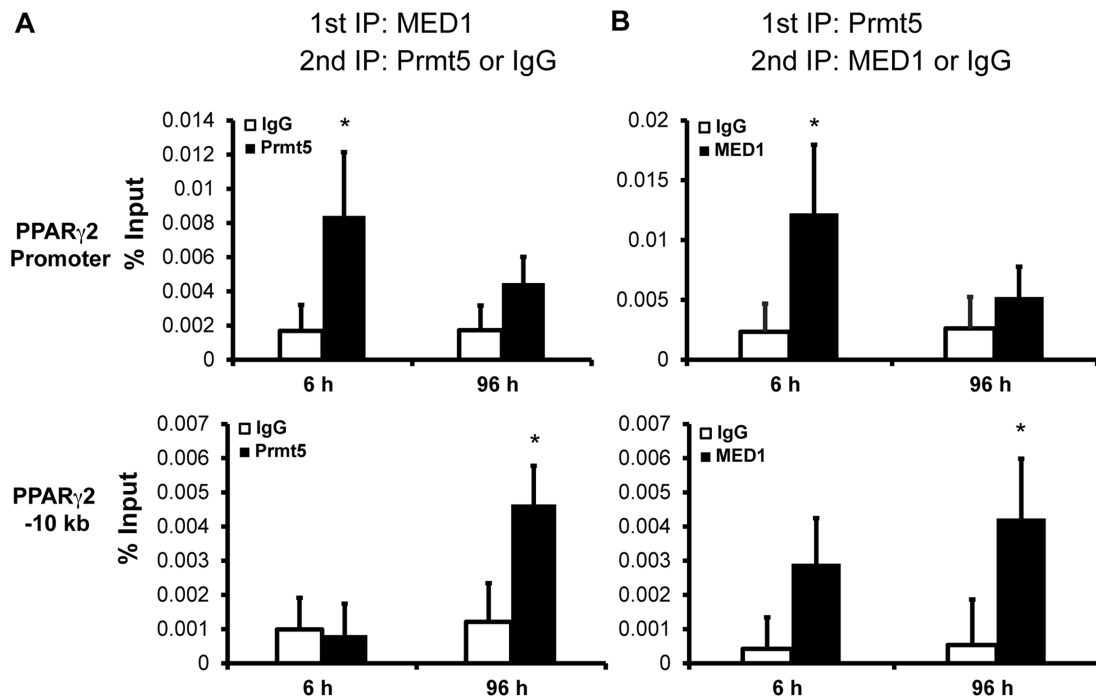 A
1st IP: MED1
2nd IP: Prmt5 or IgG
B
1st IP: Prmt5
2nd IP: MED1 or IgG
PPARγ2
Promoter
% Input
0.014
0.012
0.01
0.008
0.006
0.004
0.002
0
IgG
Prmt5
*
6 h
96 h
0.02
0.015
0.01
0.005
0
IgG
MED1
*
6 h
96 h
PPARγ2
-10 kb
% Input
0.007
0.006
0.005
0.004
0.003
0.002
0.001
0
IgG
Prmt5
*
6 h
96 h
0.007
0.006
0.005
0.004
0.003
0.002
0.001
0
IgG
MED1
*
6 h
96 h